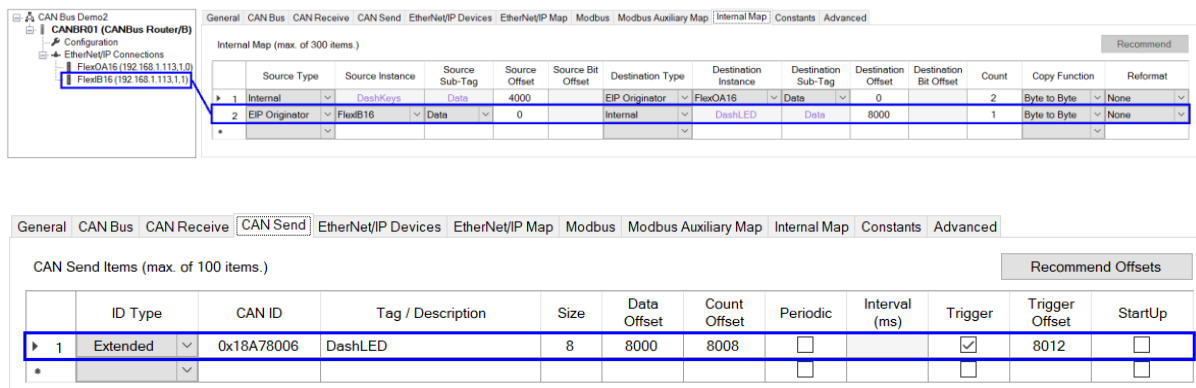 CAN Bus Demo2
CANBR01 (CANBus Router/B)
Configuration
EtherNet/IP Connections
FlexOA16 (192.168.1.113,1,0)
FlexIB16 (192.168.1.113,1,1)
General CAN Bus CAN Receive CAN Send EtherNet/IP Devices EtherNet/IP Map Modbus Modbus Auxiliary Map Internal Map Constants Advanced
Internal Map (max. of 300 items.) Recommend
Source Type Source Instance Source Sub-Tag Source Offset Source Bit Offset Destination Type Destination Instance Destination Sub-Tag Destination Offset Destination Bit Offset Count Copy Function Reformat
1 Internal DashKeys Data 4000 EIP Originator FlexOA16 Data 0 2 Byte to Byte None
2 EIP Originator FlexIB16 Data 0 Internal DashLED Data 8000 1 Byte to Byte None
General CAN Bus CAN Receive CAN Send EtherNet/IP Devices EtherNet/IP Map Modbus Modbus Auxiliary Map Internal Map Constants Advanced
CAN Send Items (max. of 100 items.) Recommend Offsets
ID Type CAN ID Tag / Description Size Data Offset Count Offset Periodic Interval (ms) Trigger Trigger Offset StartUp
1 Extended 0x18A78006 DashLED 8 8000 8008 8012